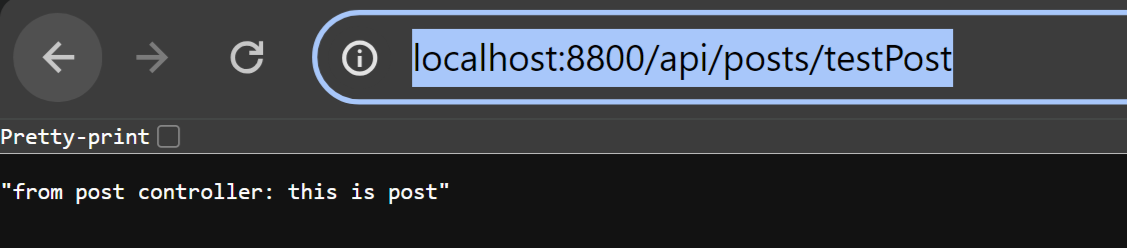 localhost:8800/api/posts/testPost
Pretty-print
"from post controller: this is post"